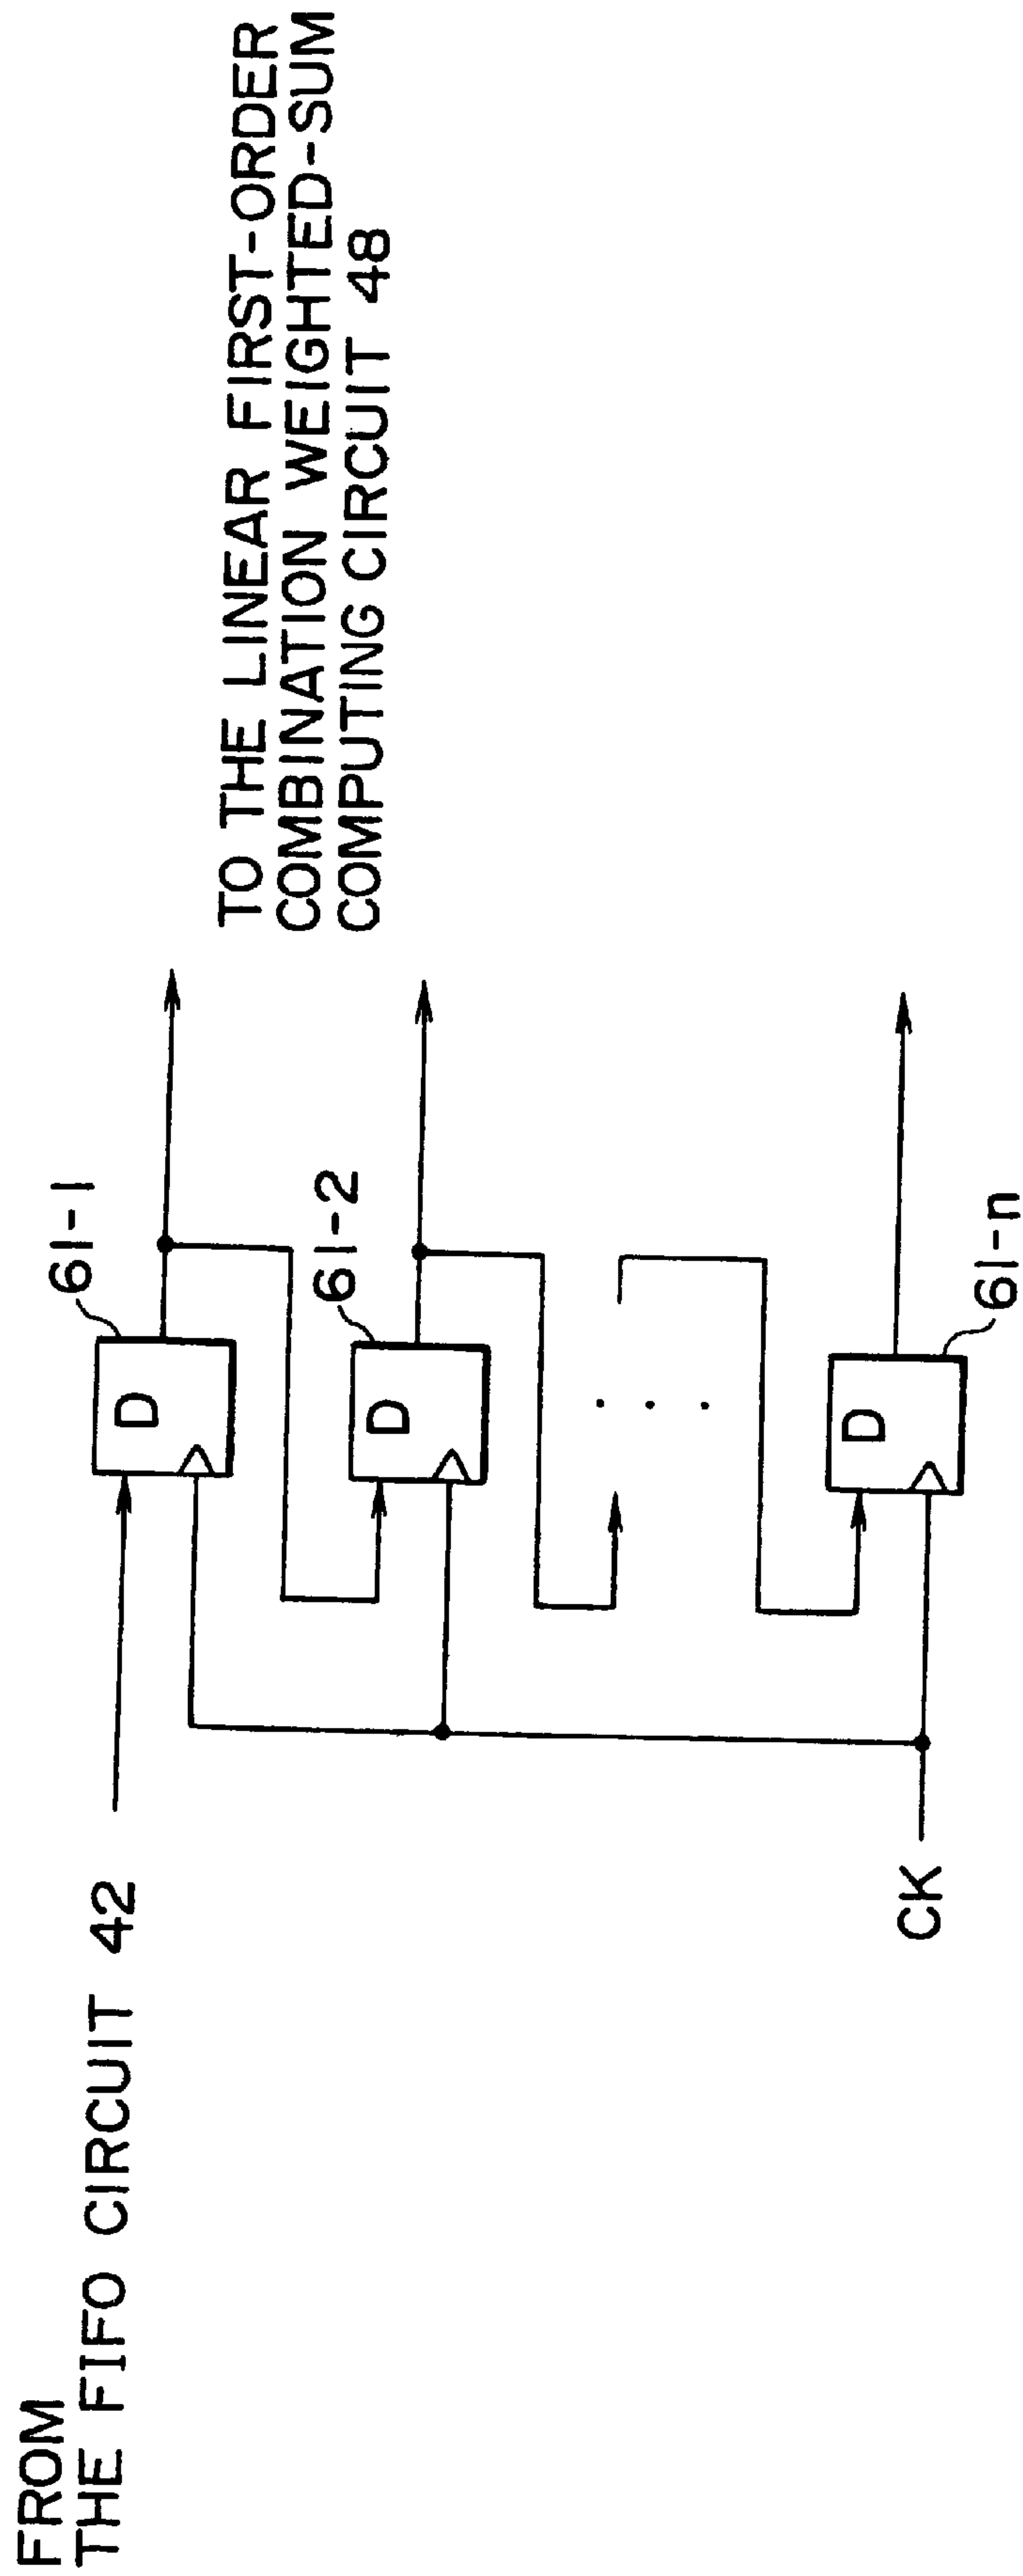 FROM
THE FIFO CIRCUIT 42
CK
D
61-1
D
61-2
. . .
D
61-n
TO THE LINEAR FIRST-ORDER
COMBINATION WEIGHTED-SUM
COMPUTING CIRCUIT 48